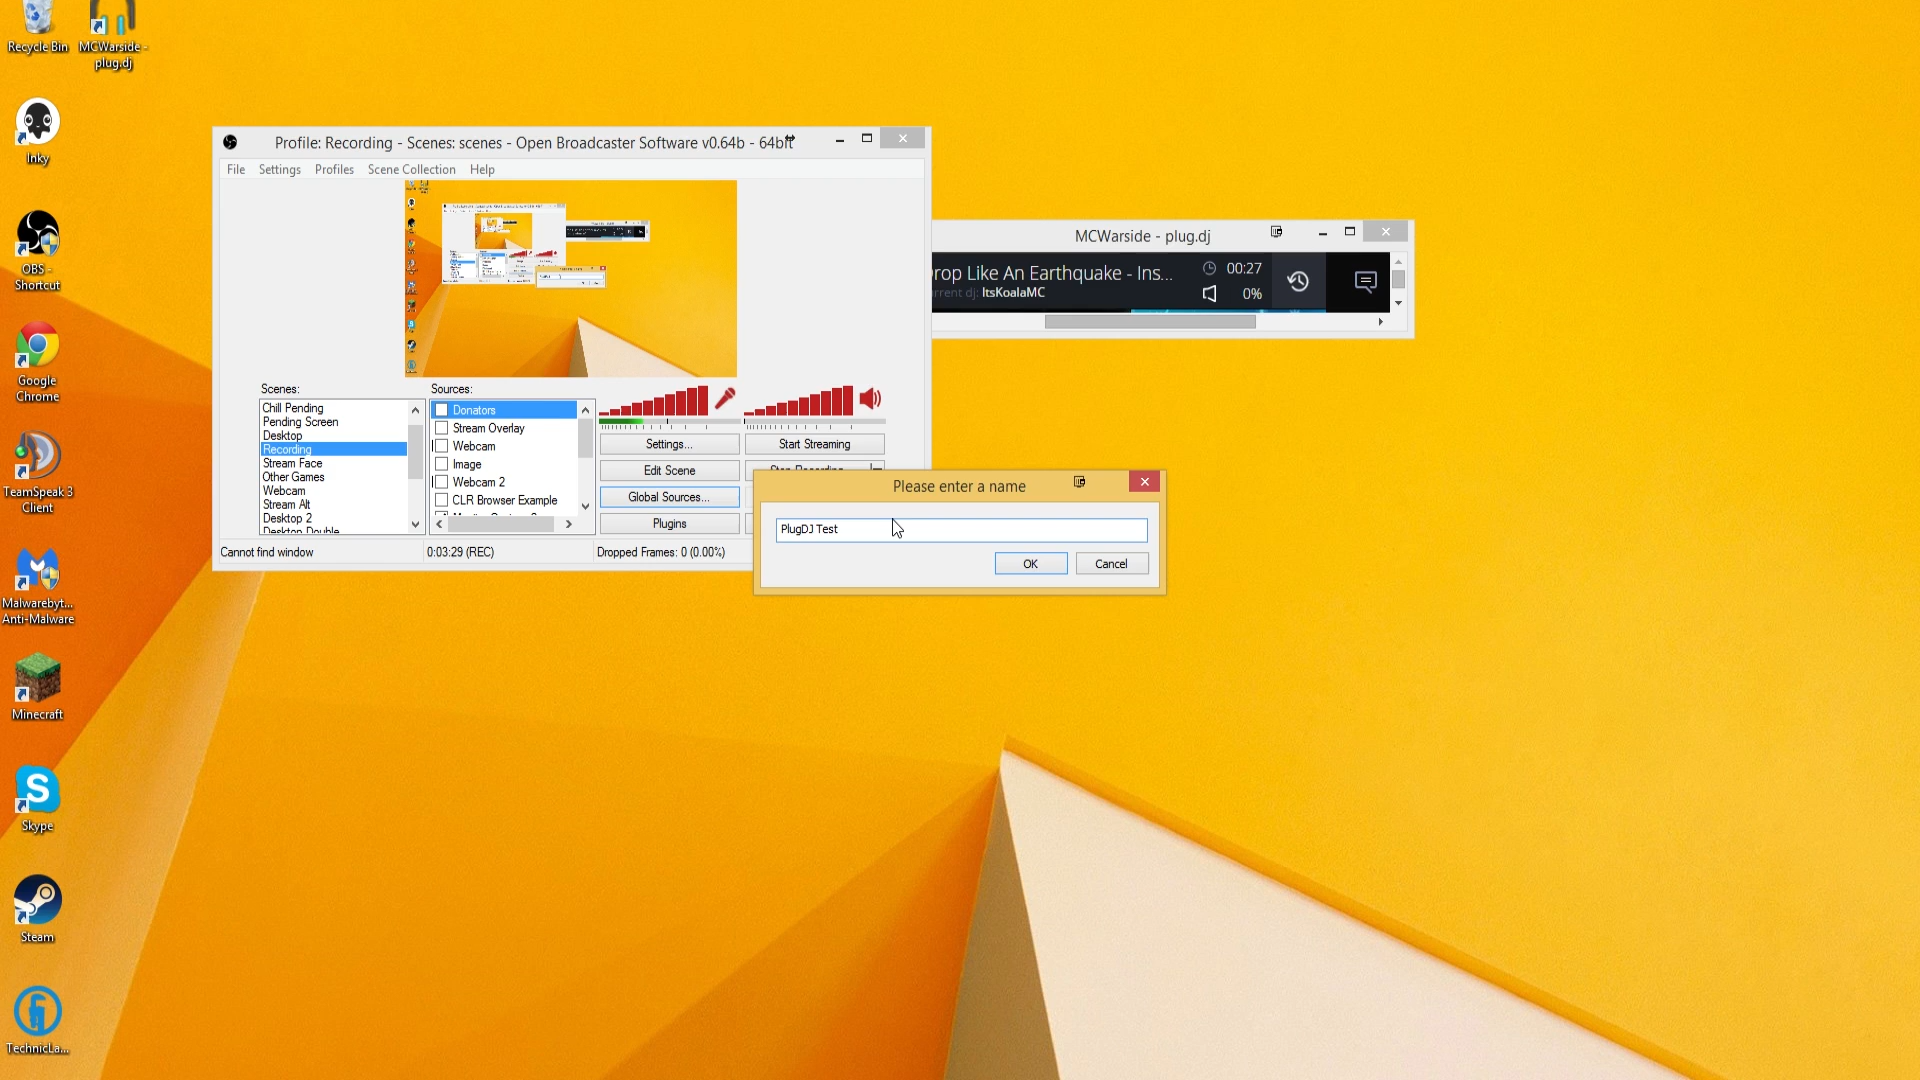 Recycle Bin
MCWarside -
plug.dj
Inky
OBS -
Shortcut
Google
Chrome
TeamSpeak 3
Client
Malwarebyt...
Anti-Malware
Minecraft
Skype
Steam
TechnicLa...
Profile: Recording - Scenes: scenes - Open Broadcaster Software v0.64b - 64bit
File Settings Profiles Scene Collection Help
Scenes:
Chill Pending
Pending Screen
Desktop
Recording
Stream Face
Other Games
Webcam
Stream Alt
Desktop 2
Desktop Double
Sources:
Donators
Stream Overlay
Webcam
Image
Webcam 2
CLR Browser Example
Settings...
Start Streaming
Edit Scene
Stop Recording
Global Sources...
Plugins
Cannot find window
0:03:29 (REC)
Dropped Frames: 0 (0.00%)
MCWarside - plug.dj
Drop Like An Earthquake - Ins...
00:27
ItsKoalaMC
0%
Please enter a name
PlugDJ Test
OK
Cancel